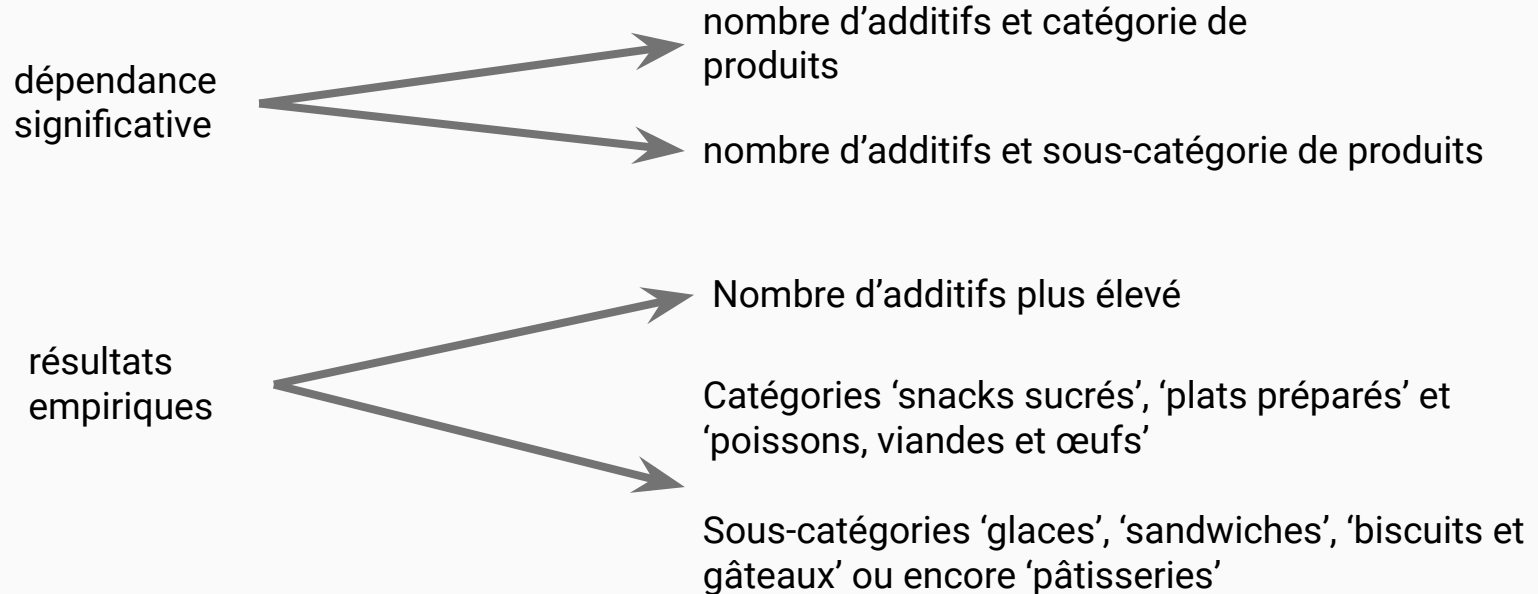 dépendance
significative
nombre d’additifs et catégorie de
produits
nombre d’additifs et sous-catégorie de produits
résultats
empiriques
Nombre d’additifs plus élevé
Catégories ‘snacks sucrés’, ‘plats préparés’ et
‘poissons, viandes et œufs’
Sous-catégories ‘glaces’, ‘sandwiches’, ‘biscuits et
gâteaux’ ou encore ‘pâtisseries’